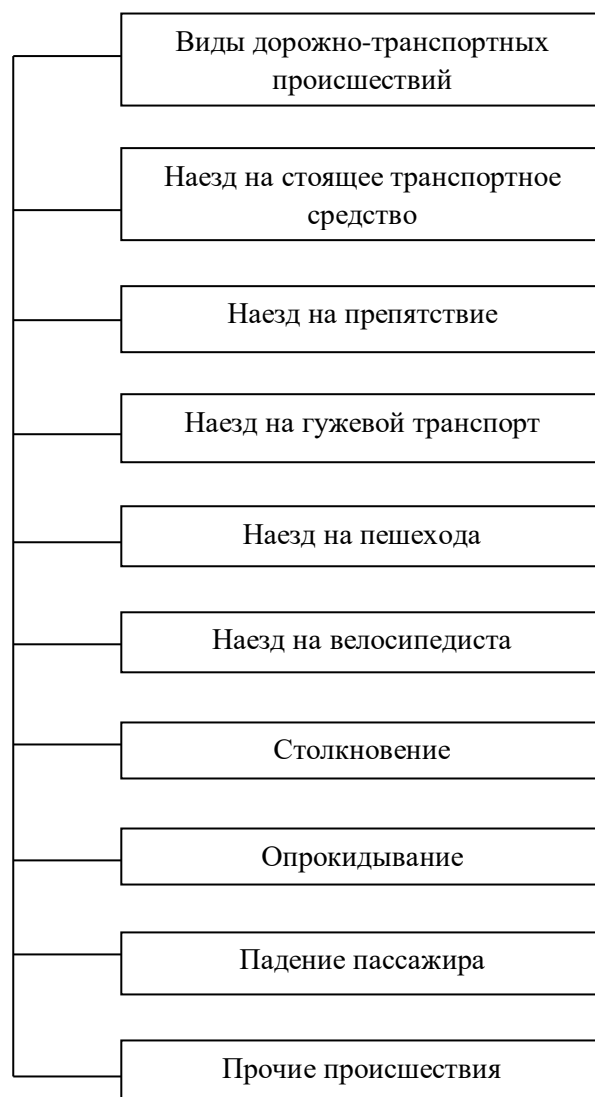 Виды дорожно-транспортных
происшествий
Наезд на стоящее транспортное
средство
Наезд на препятствие
Наезд на гужевой транспорт
Наезд на пешехода
Наезд на велосипедиста
Столкновение
Опрокидывание
Падение пассажира
Прочие происшествия